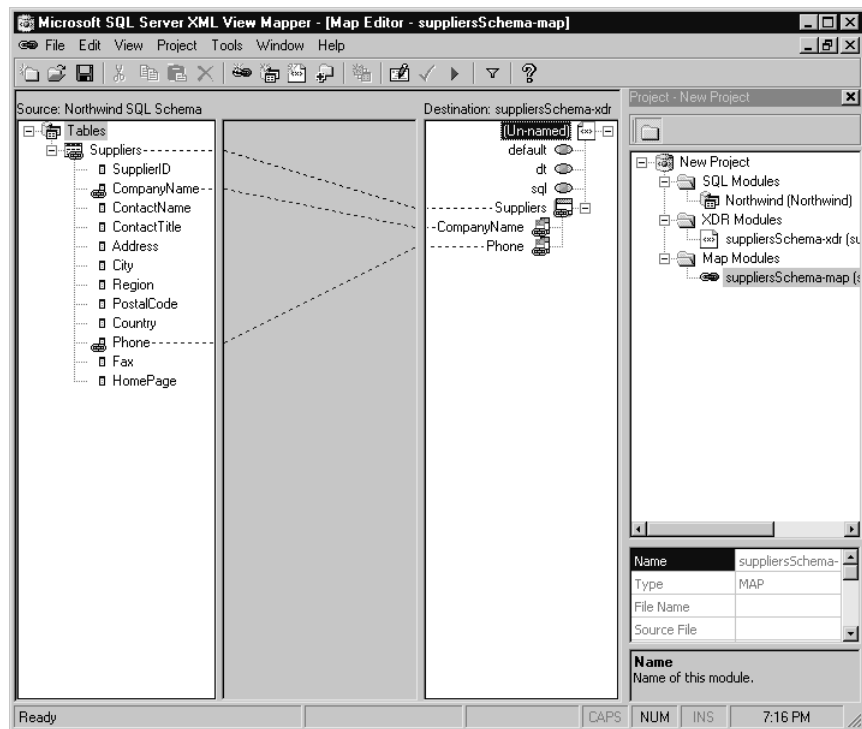 Microsoft SQL Server XML View Mapper - [Map Editor - suppliersSchema-map]
File Edit View Project Tools Window Help
Source: Northwind SQL Schema
Destination: suppliersSchema-xdr
Tables
Suppliers
SupplierID
CompanyName
ContactName
ContactTitle
Address
City
Region
PostalCode
Country
Phone
Fax
HomePage
(Un-named)
default
dt
sql
Suppliers
CompanyName
Phone
Project - New Project
New Project
SQL Modules
Northwind (Northwind)
XDR Modules
suppliersSchema-xdr (su
Map Modules
suppliersSchema-map (s
Name suppliersSchema-
Type MAP
File Name
Source File
Name
Name of this module.
Ready CAPS NUM INS 7:16 PM